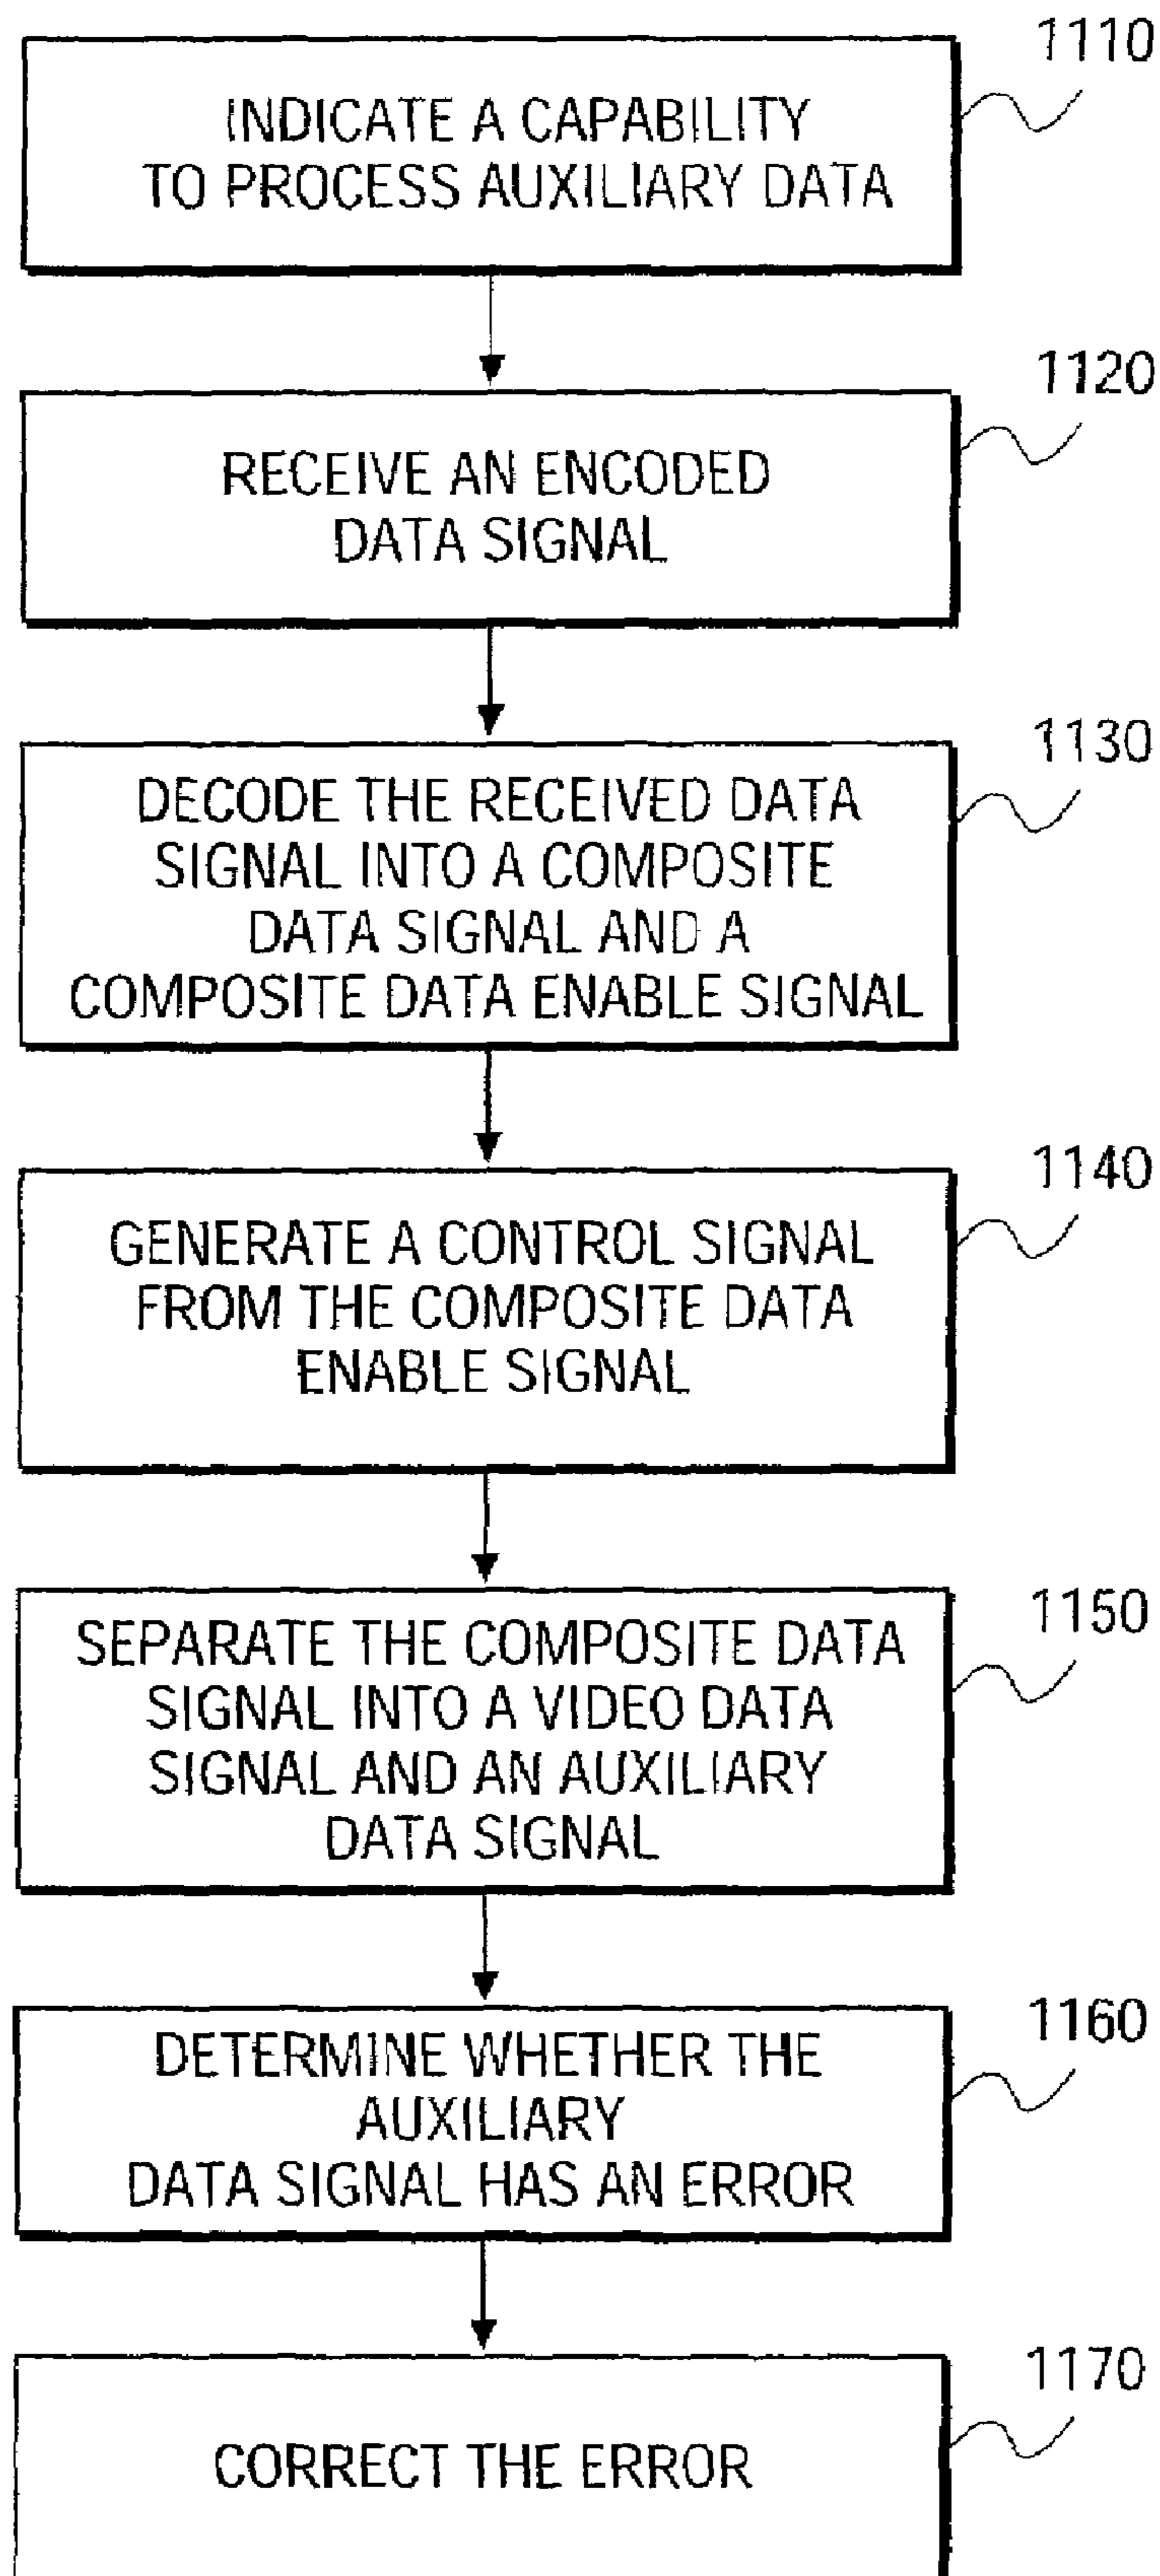 1110
INDICATE A CAPABILITY
TO PROCESS AUXILIARY DATA
1120
RECEIVE AN ENCODED
DATA SIGNAL
1130
DECODE THE RECEIVED DATA
SIGNAL INTO A COMPOSITE
DATA SIGNAL AND A
COMPOSITE DATA ENABLE SIGNAL
1140
GENERATE A CONTROL SIGNAL
FROM THE COMPOSITE DATA
ENABLE SIGNAL
1150
SEPARATE THE COMPOSITE DATA
SIGNAL INTO A VIDEO DATA
SIGNAL AND AN AUXILIARY
DATA SIGNAL
1160
DETERMINE WHETHER THE
AUXILIARY
DATA SIGNAL HAS AN ERROR
1170
CORRECT THE ERROR